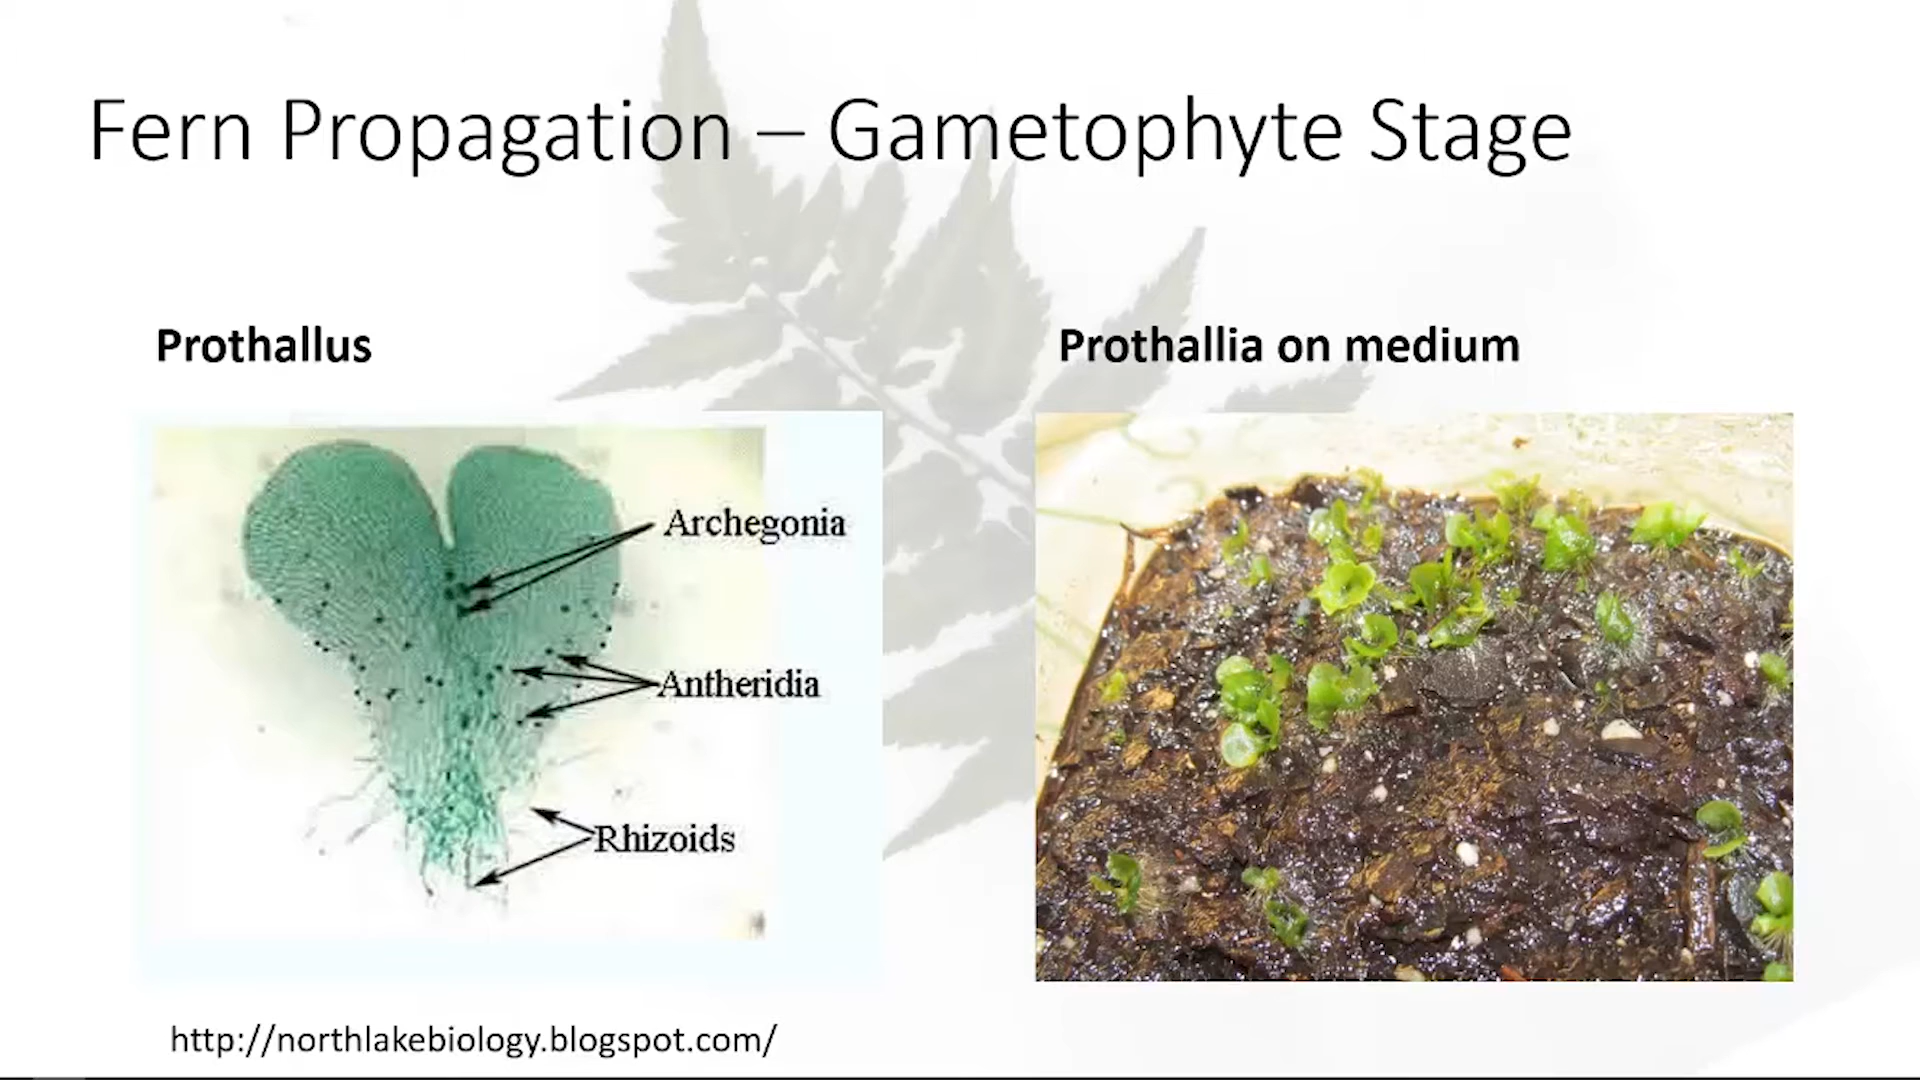 Fern Propagation – Gametophyte Stage
Prothallus
Prothallia on medium
Archegonia
Antheridia
Rhizoids
http://northlakebiology.blogspot.com/